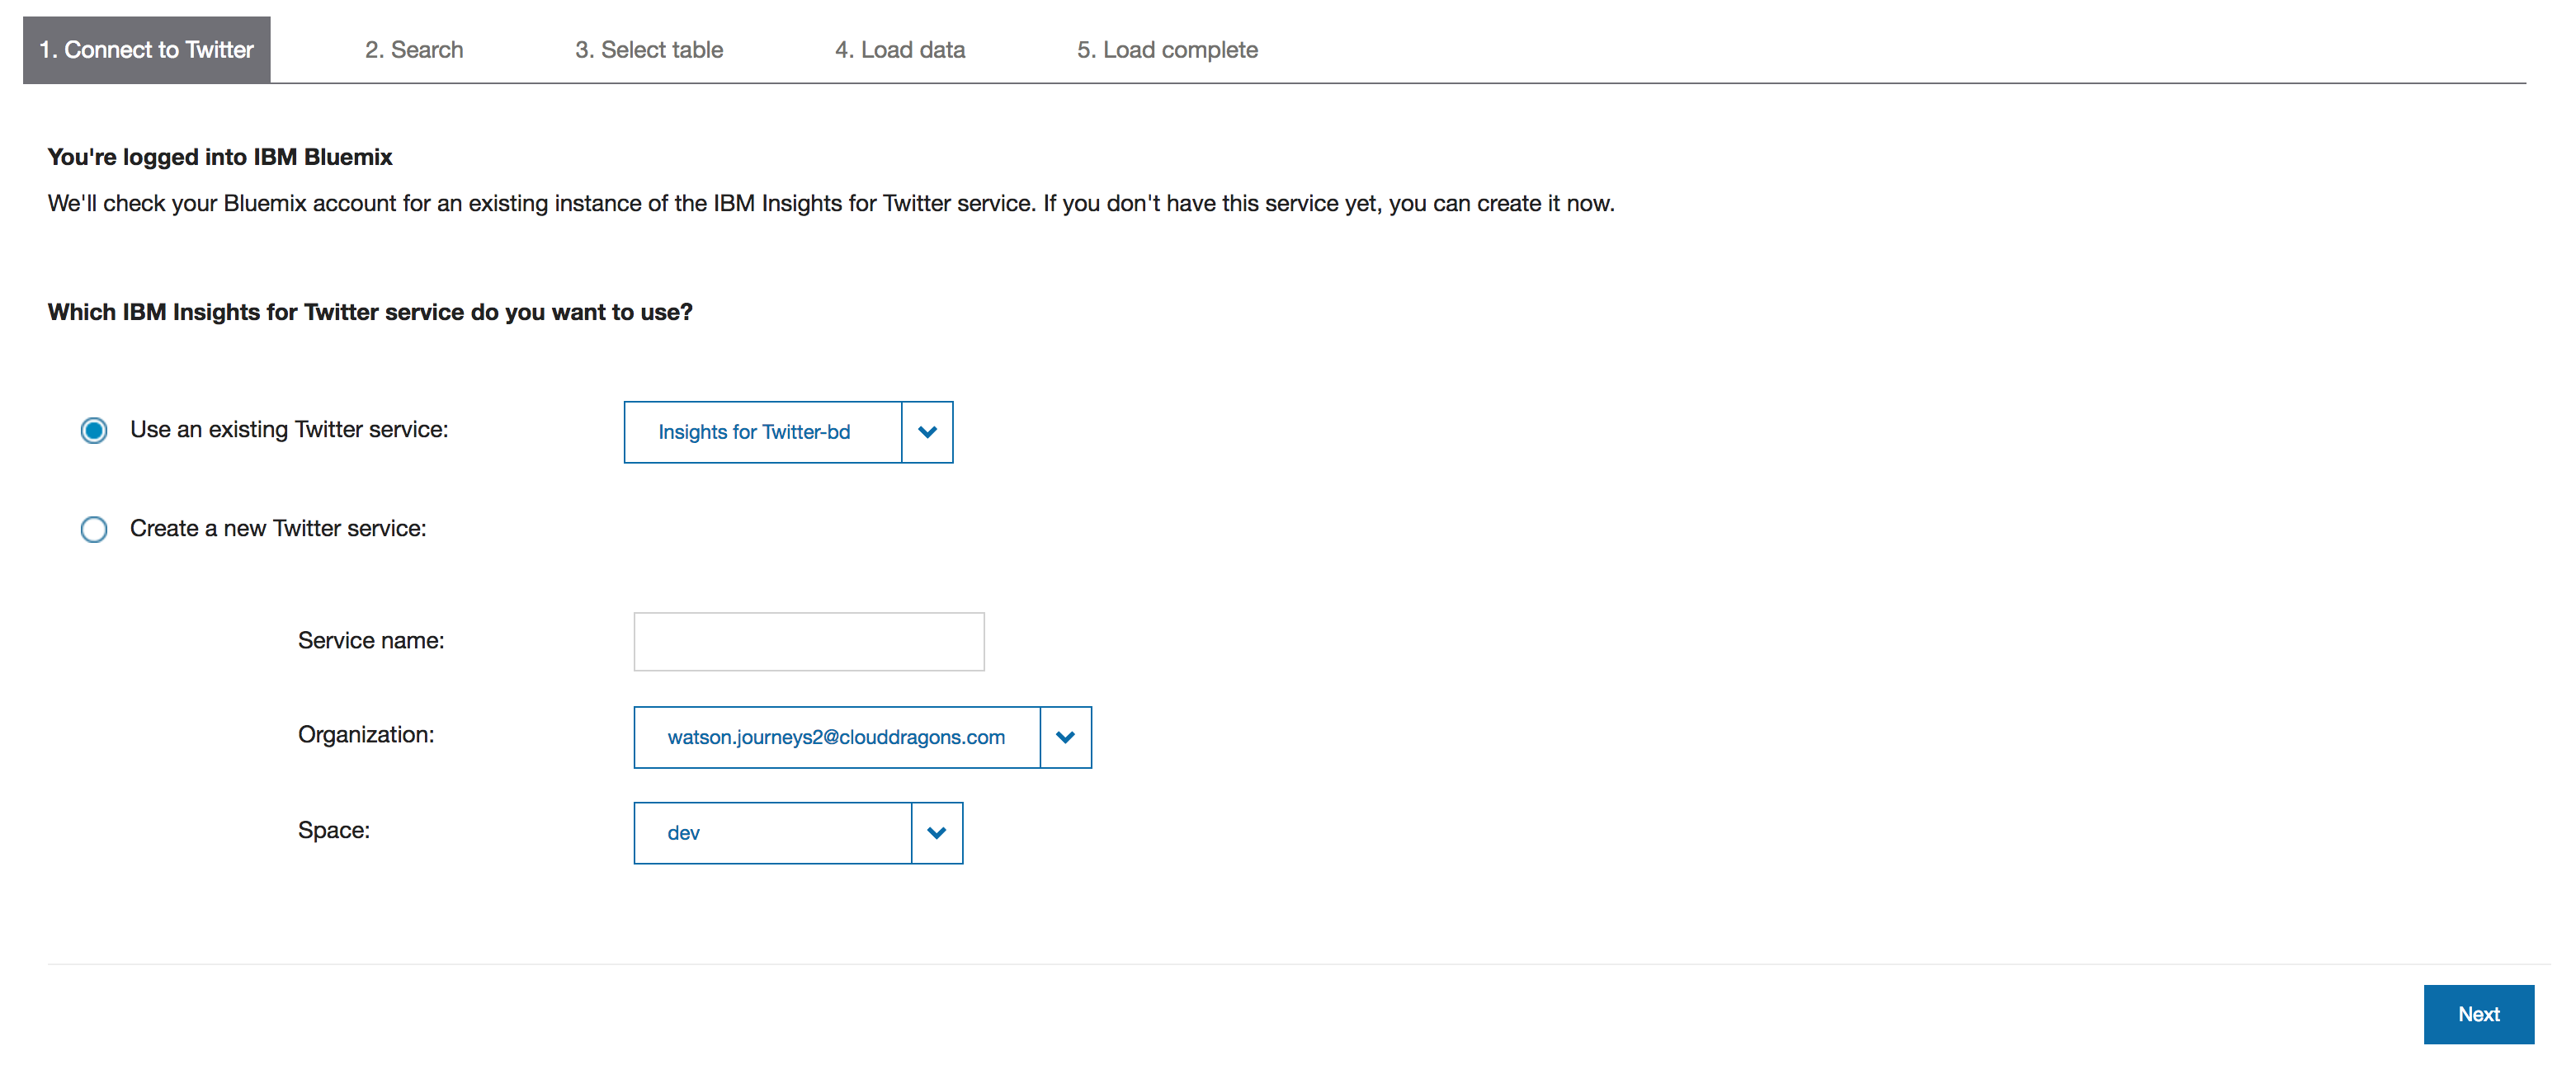 1. Connect to Twitter 2. Search 3. Select table 4. Load data 5. Load complete
You're logged into IBM Bluemix
We'll check your Bluemix account for an existing instance of the IBM Insights for Twitter service. If you don't have this service yet, you can create it now.
Which IBM Insights for Twitter service do you want to use?
Use an existing Twitter service: Insights for Twitter-bd
Create a new Twitter service:
Service name:
Organization: watson.journeys2@clouddragons.com
Space: dev
Next